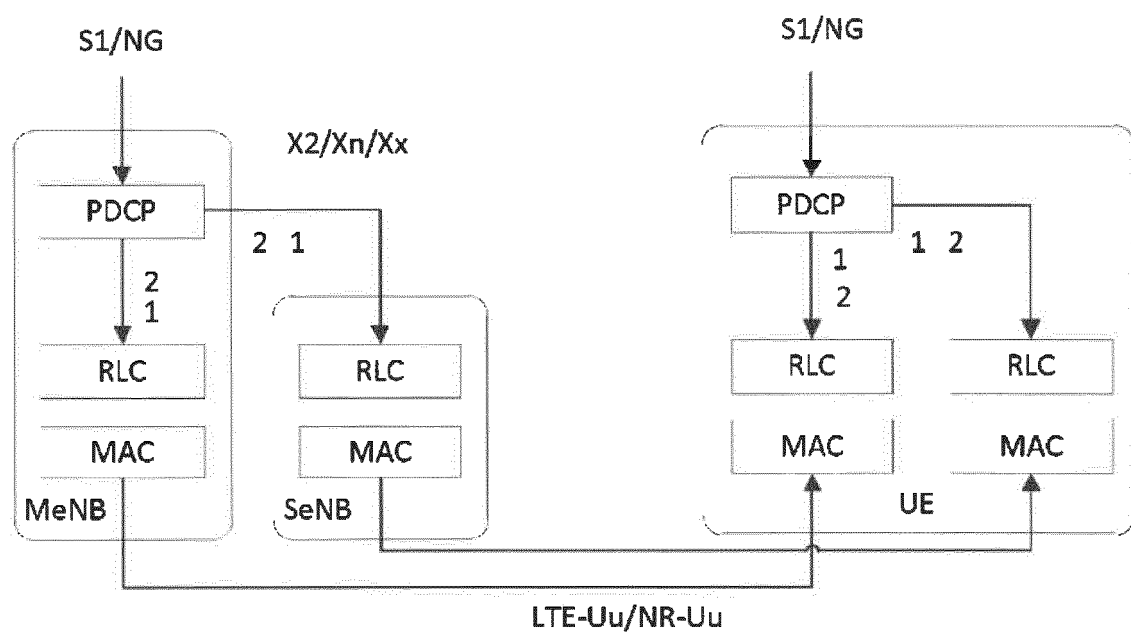 S1/NG
S1/NG
X2/Xn/Xx
PDCP
PDCP
2 1
1 2
2
1
1
2
RLC
RLC
RLC
RLC
MAC
MAC
MAC
MAC
MeNB
SeNB
UE
LTE-Uu/NR-Uu